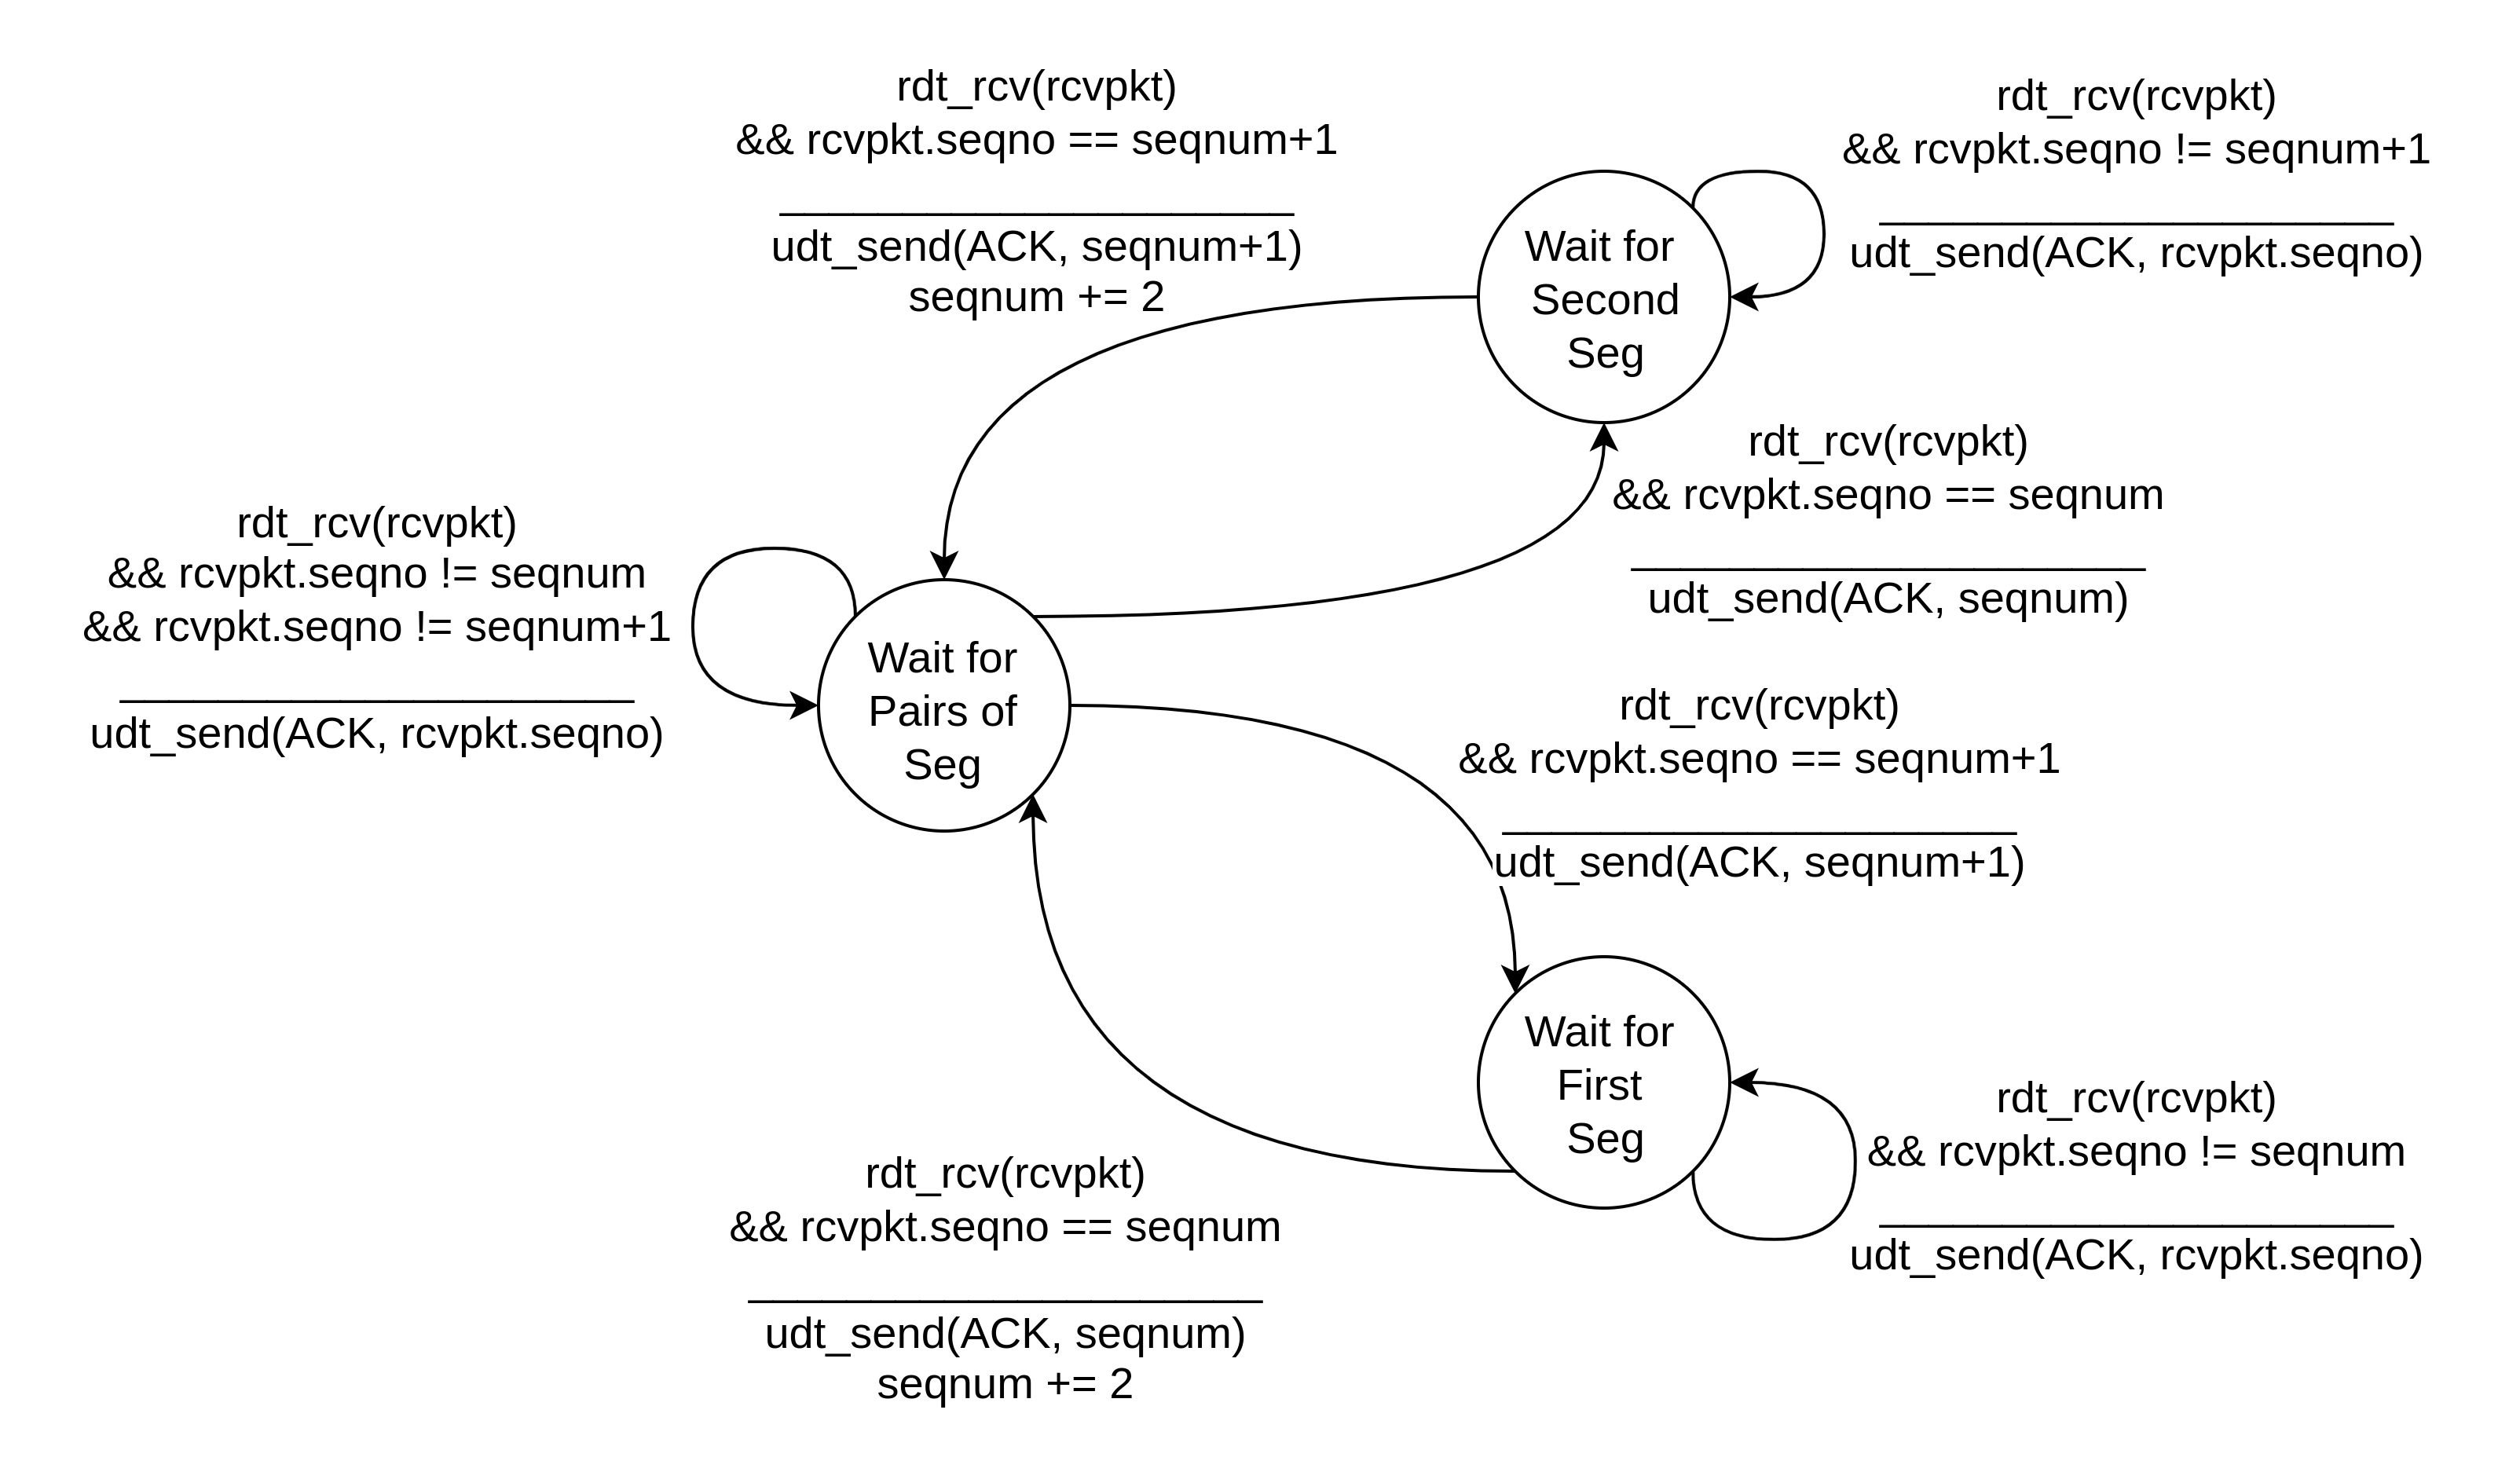 rdt_rcv(rcvpkt)
&& rcvpkt.seqno == seqnum+1
udt_send(ACK, seqnum+1)
seqnum += 2
rdt_rcv(rcvpkt)
&& rcvpkt.seqno != seqnum+1
udt_send(ACK, rcvpkt.seqno)
Wait for
Second
Seg
rdt_rcv(rcvpkt)
&& rcvpkt.seqno == seqnum
udt_send(ACK, seqnum)
rdt_rcv(rcvpkt)
&& rcvpkt.seqno != seqnum
&& rcvpkt.seqno != seqnum+1
udt_send(ACK, rcvpkt.seqno)
Wait for
Pairs of
Seg
rdt_rcv(rcvpkt)
&& rcvpkt.seqno == seqnum+1
udt_send(ACK, seqnum+1)
Wait for
First
Seg
rdt_rcv(rcvpkt)
&& rcvpkt.seqno != seqnum
udt_send(ACK, rcvpkt.seqno)
rdt_rcv(rcvpkt)
&& rcvpkt.seqno == seqnum
udt_send(ACK, seqnum)
seqnum += 2